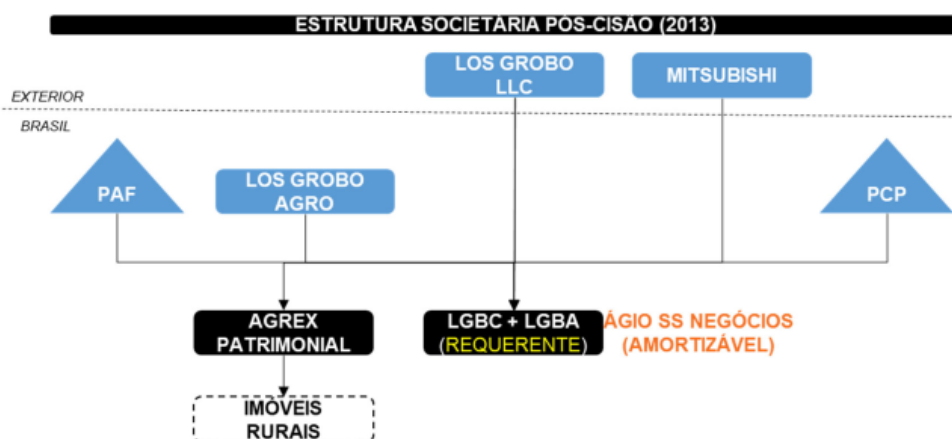 ESTRUTURA SOCIETÁRIA PÓS-CISÃO (2013)
LOS GROBO
LLC
MITSUBISHI
EXTERIOR
BRASIL
PAF
LOS GROBO
AGRO
PCP
AGREX
PATRIMONIAL
LGBC + LGBA
(REQUERENTE)
ÁGIO SS NEGÓCIOS
(AMORTIZÁVEL)
IMÓVEIS
RURAIS